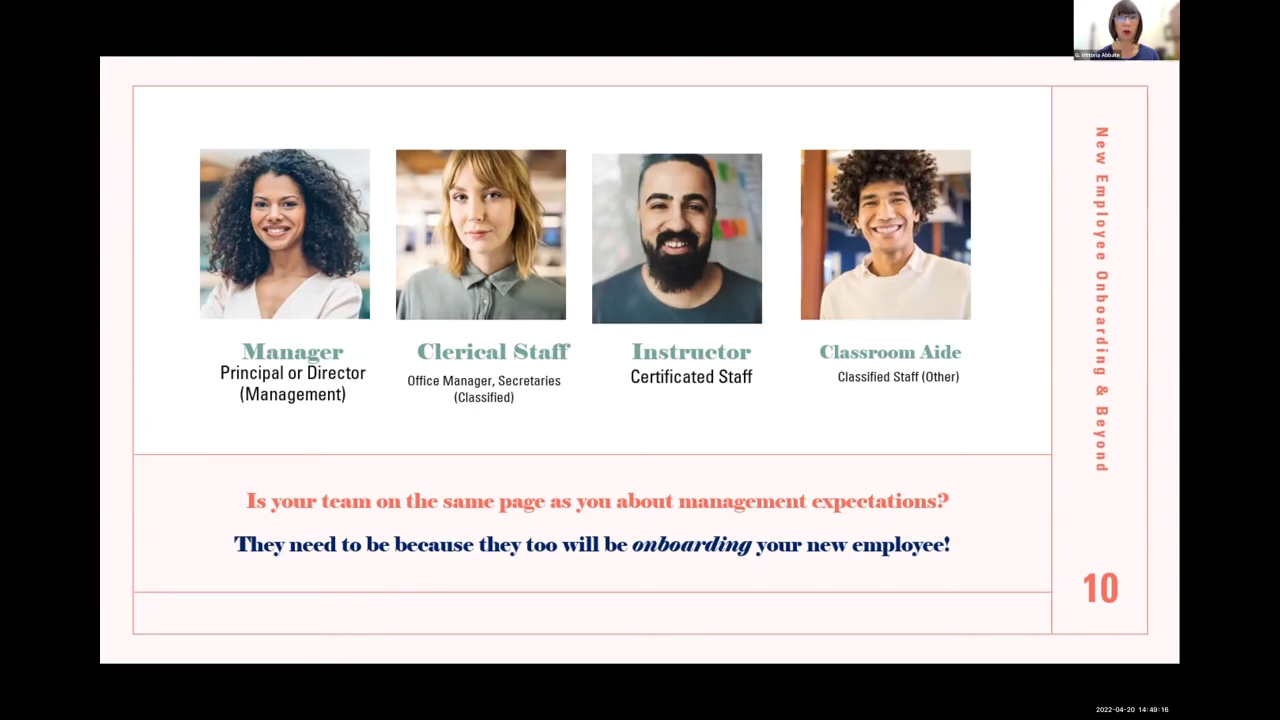 G. Vittoria Abbate
Manager
Principal or Director
(Management)
Clerical Staff
Office Manager, Secretaries
(Classified)
Instructor
Certificated Staff
Classroom Aide
Classified Staff (Other)
New Employee Onboarding & Beyond
Is your team on the same page as you about management expectations?
They need to be because they too will be onboarding your new employee!
10
2022-04-20 14:49:16